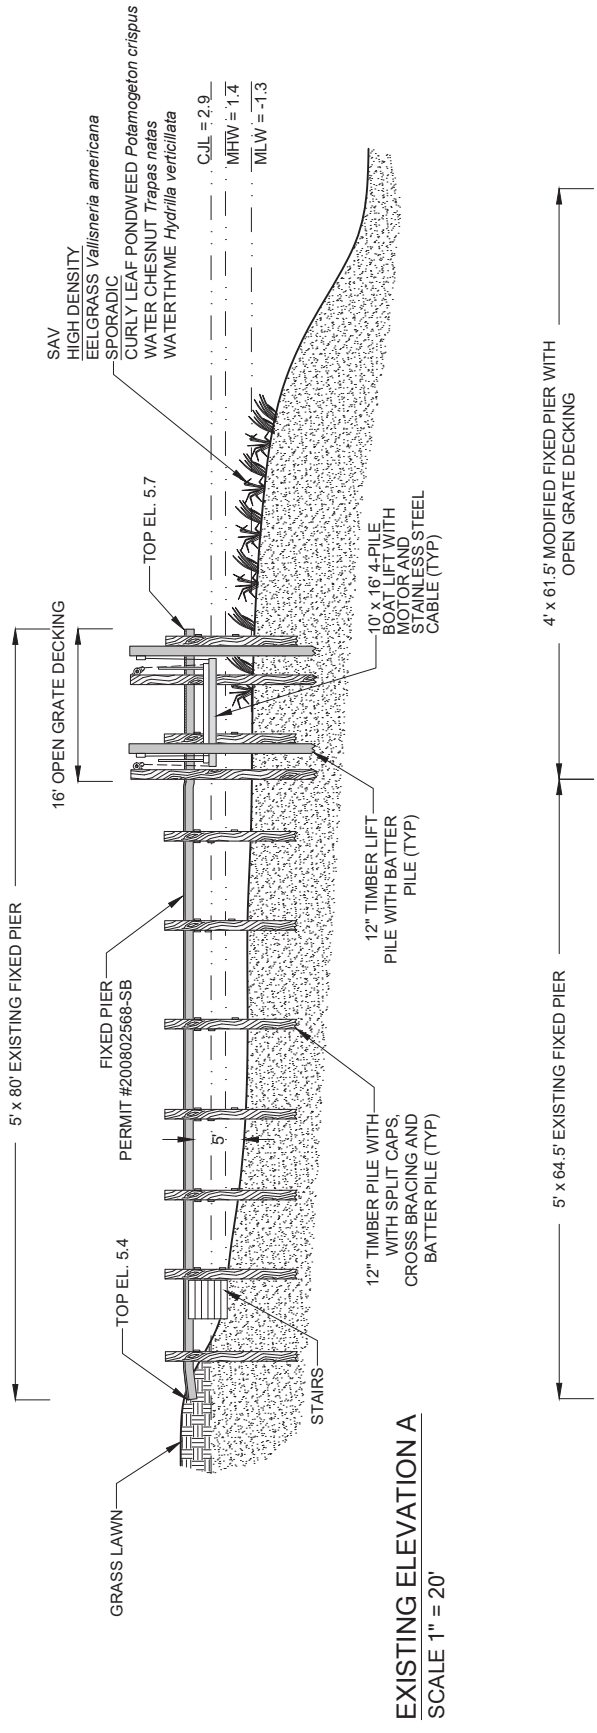 5' x 80' EXISTING FIXED PIER
16' OPEN GRATE DECKING
SAV
HIGH DENSITY
EELGRASS Vallisneria americana
SPORADIC
CURLY LEAF PONDWEED Potamogeton crispus
WATER CHESNUT Trapas natas
WATERTHYME Hydrilla verticillata
GRASS LAWN
TOP EL. 5.4
FIXED PIER
PERMIT #200802568-SB
TOP EL. 5.7
CJL = 2.9
MHW = 1.4
MLW = -1.3
5'
STAIRS
12" TIMBER PILE WITH
WITH SPLIT CAPS,
CROSS BRACING AND
BATTER PILE (TYP)
12" TIMBER LIFT
PILE WITH BATTER
PILE (TYP)
10' x 16' 4-PILE
BOAT LIFT WITH
MOTOR AND
STAINLESS STEEL
CABLE (TYP)
EXISTING ELEVATION A
SCALE 1" = 20'
5' x 64.5' EXISTING FIXED PIER
4' x 61.5' MODIFIED FIXED PIER WITH
OPEN GRATE DECKING